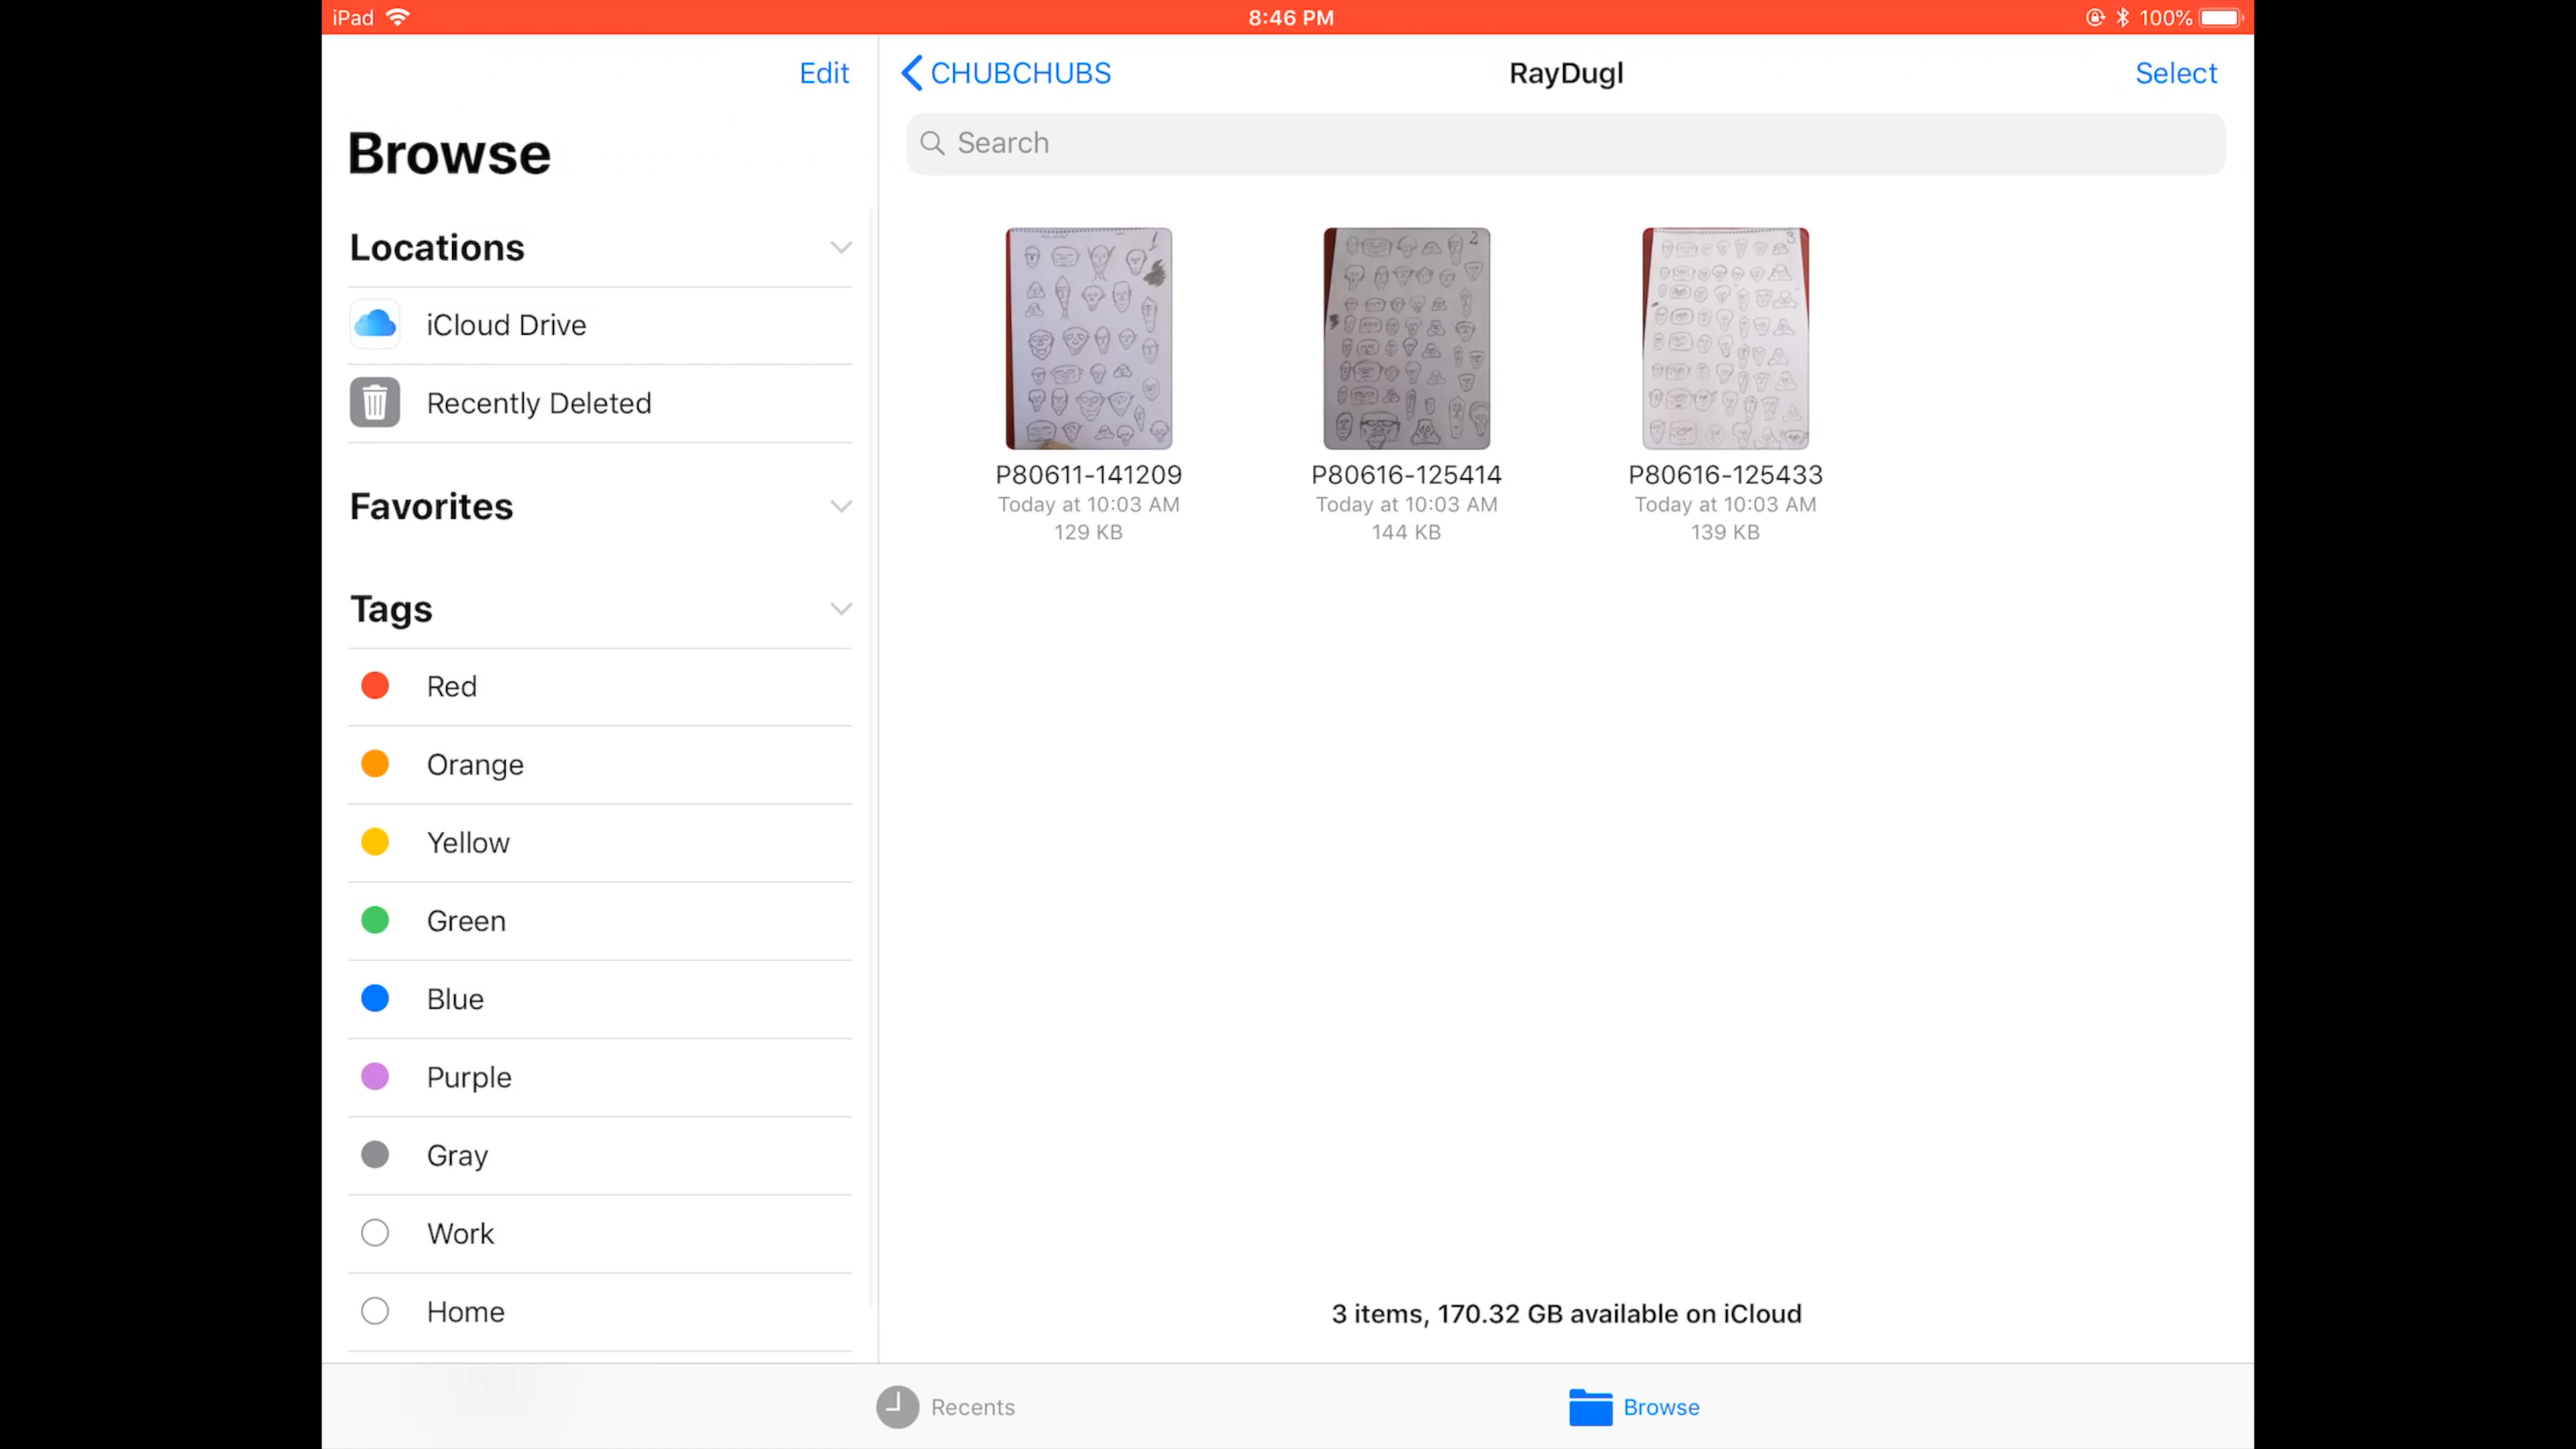 iPad
8:46 PM
100%
Edit
CHUBCHUBS
RayDugl
Select
Search
Browse
Locations
iCloud Drive
Recently Deleted
Favorites
Tags
Red
Orange
Yellow
Green
Blue
Purple
Gray
Work
Home
1
2
3
P80611-141209
Today at 10:03 AM
129 KB
P80616-125414
Today at 10:03 AM
144 KB
P80616-125433
Today at 10:03 AM
139 KB
3 items, 170.32 GB available on iCloud
Recents
Browse